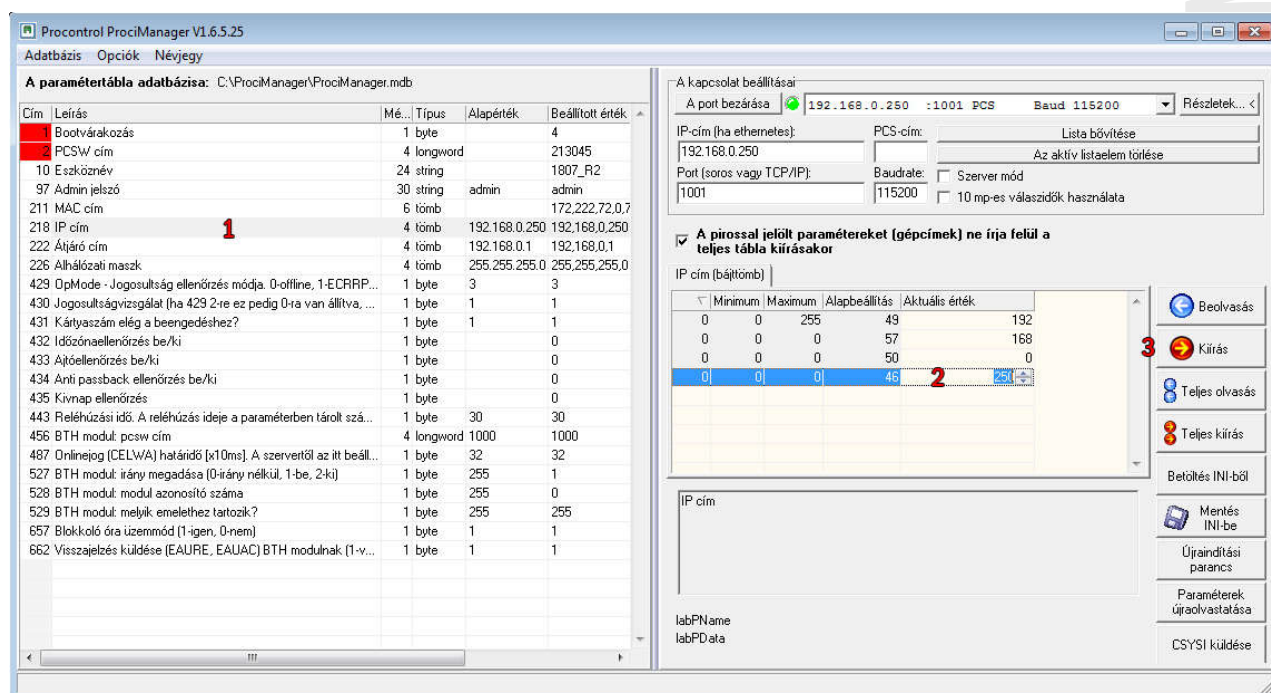 Procontrol ProciManager V1.6.5.25
Adatbázis Opciók Névjegy
A paramétertábla adatbázisa: C:\ProciManager\ProciManager.mdb
Cím Leírás Mé... Típus Alapérték Beállított érték
1 Bootvárakozás 1 byte 4
2 PCSW cím 4 longword 213045
10 Eszköznév 24 string 1807_R2
97 Admin jelszó 30 string admin admin
211 MAC cím 6 tömb 172,222,72,0,7
218 IP cím 1 4 tömb 192.168.0.250 192,168,0,250
222 Átjáró cím 4 tömb 192.168.0.1 192,168,0,1
226 Alhálózati maszk 4 tömb 255.255.255.0 255,255,255,0
429 OpMode - Jogosultság ellenőrzés módja. 0-offline, 1-ECRRP... 1 byte 3 3
430 Jogosultságvizsgálat (ha 429 2-re ez pedig 0-ra van állítva, ... 1 byte 1 1
431 Kártyaszám elég a beengedéshez? 1 byte 1 1
432 Időzónaellenőrzés be/ki 1 byte 0
433 Ajtóellenőrzés be/ki 1 byte 0
434 Anti passback ellenőrzés be/ki 1 byte 0
435 Kivnap ellenőrzés 1 byte 0
443 Reléhúzási idő. A reléhúzás ideje a paraméterben tárolt szá... 1 byte 30 30
456 BTH modul: pcsw cím 4 longword 1000 1000
487 Onlinejog (CELWA) határidő [x10ms]. A szervertől az itt beáll... 1 byte 32 32
527 BTH modul: irány megadása (0-irány nélkül, 1-be, 2-ki) 1 byte 255 1
528 BTH modul: modul azonosító száma 1 byte 255 0
529 BTH modul: melyik emelethez tartozik? 1 byte 255 255
657 Blokkoló óra üzemmód (1-igen, 0-nem) 1 byte 1 1
662 Visszajelzés küldése (EAURE, EAUAC) BTH modulnak (1-v... 1 byte 1 1
A kapcsolat beállításai
A port bezárása 192.168.0.250 :1001 PCS Baud 115200 Részletek... <
IP-cím (ha ethernetes): PCS-cím: Lista bővítése
192.168.0.250 Az aktív listaelem törlése
Port (soros vagy TCP/IP): Baudrate: Szerver mód
1001 115200 10 mp-es válaszidők használata
A pirossal jelölt paramétereket (gépcímek) ne írja felül a
teljes tábla kiírásakor
IP cím (bájttömb)
Minimum Maximum Alapbeállítás Aktuális érték
0 0 255 49 192
0 0 0 57 168
0 0 0 50 0
0 0 0 46 2 250
IP cím
labPName
labPData
Beolvasás
3 Kiírás
Teljes olvasás
Teljes kiírás
Betöltés INI-ből
Mentés
INI-be
Újraindítási
parancs
Paraméterek
újraolvastatása
CSYSI küldése